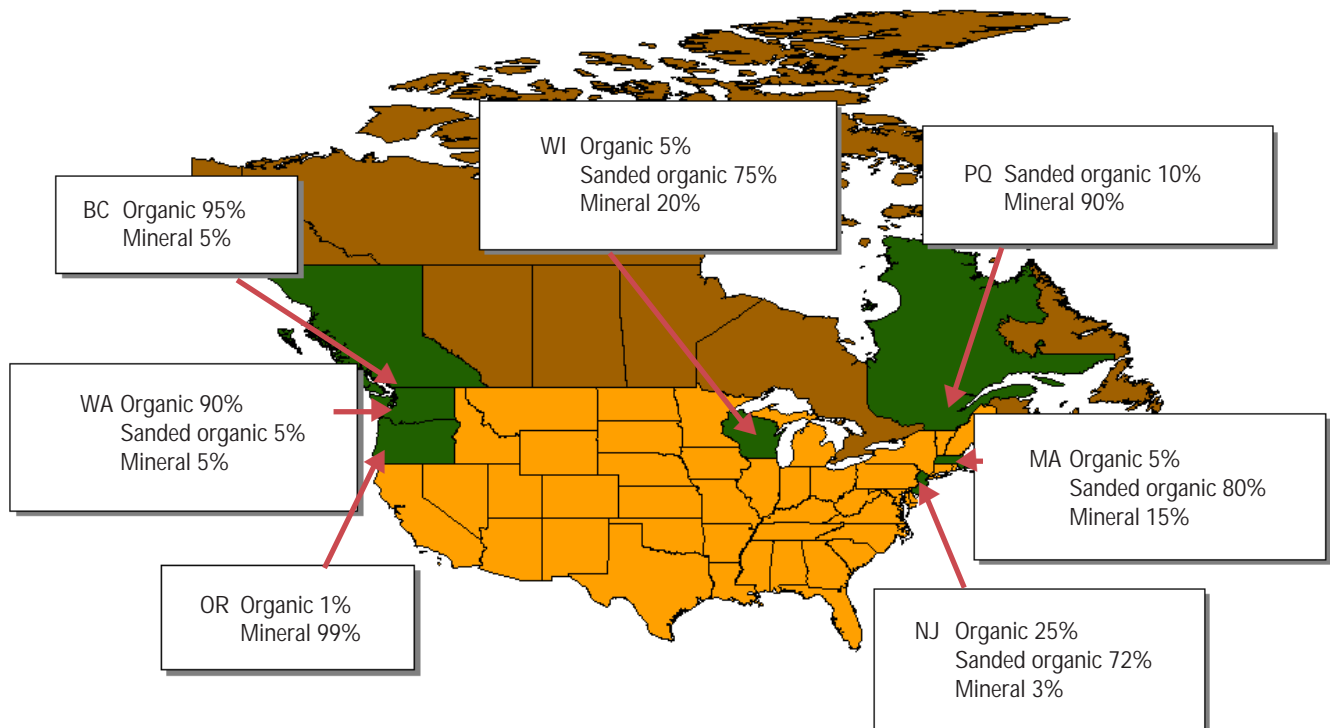 WI Organic 5%
Sanded organic 75%
Mineral 20%
PQ Sanded organic 10%
Mineral 90%
BC Organic 95%
Mineral 5%
WA Organic 90%
Sanded organic 5%
Mineral 5%
MA Organic 5%
Sanded organic 80%
Mineral 15%
OR Organic 1%
Mineral 99%
NJ Organic 25%
Sanded organic 72%
Mineral 3%